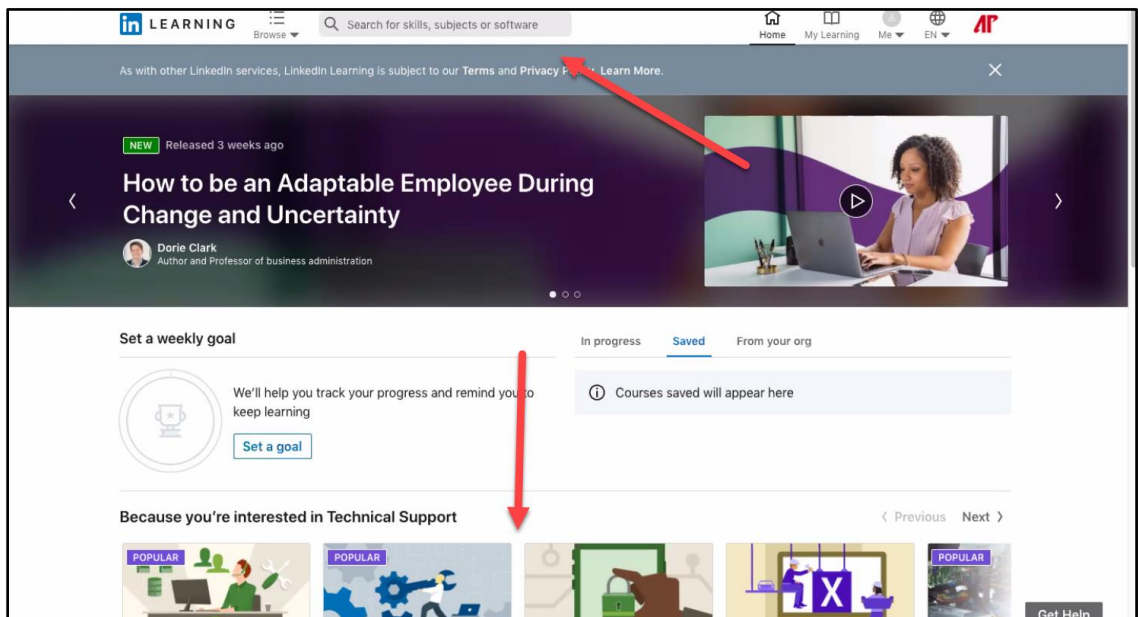 in LEARNING
Browse
Search for skills, subjects or software
Home
My Learning
Me
EN
AP
As with other LinkedIn services, LinkedIn Learning is subject to our Terms and Privacy Learn More.
NEW Released 3 weeks ago
How to be an Adaptable Employee During
Change and Uncertainty
Dorie Clark
Author and Professor of business administration
Set a weekly goal
In progress
Saved
From your org
We'll help you track your progress and remind you to
keep learning
Courses saved will appear here
Set a goal
Because you're interested in Technical Support
Previous
Next
POPULAR
POPULAR
X
POPULAR
Get Help